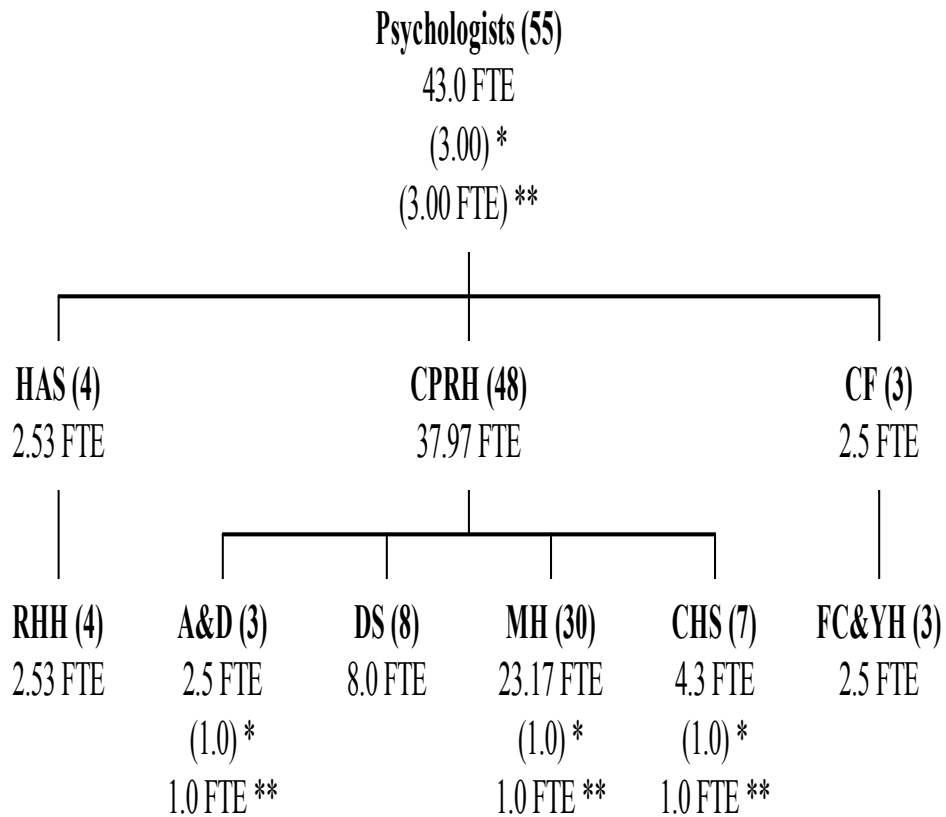 Psychologists (55)
43.0 FTE
(3.00) *
(3.00 FTE) **
HAS (4)
2.53 FTE
CPRH (48)
37.97 FTE
CF (3)
2.5 FTE
RHH (4)
2.53 FTE
A&D (3)
2.5 FTE
(1.0) *
1.0 FTE **
DS (8)
8.0 FTE
MH (30)
23.17 FTE
(1.0) *
1.0 FTE **
CHS (7)
4.3 FTE
(1.0) *
1.0 FTE **
FC&YH (3)
2.5 FTE